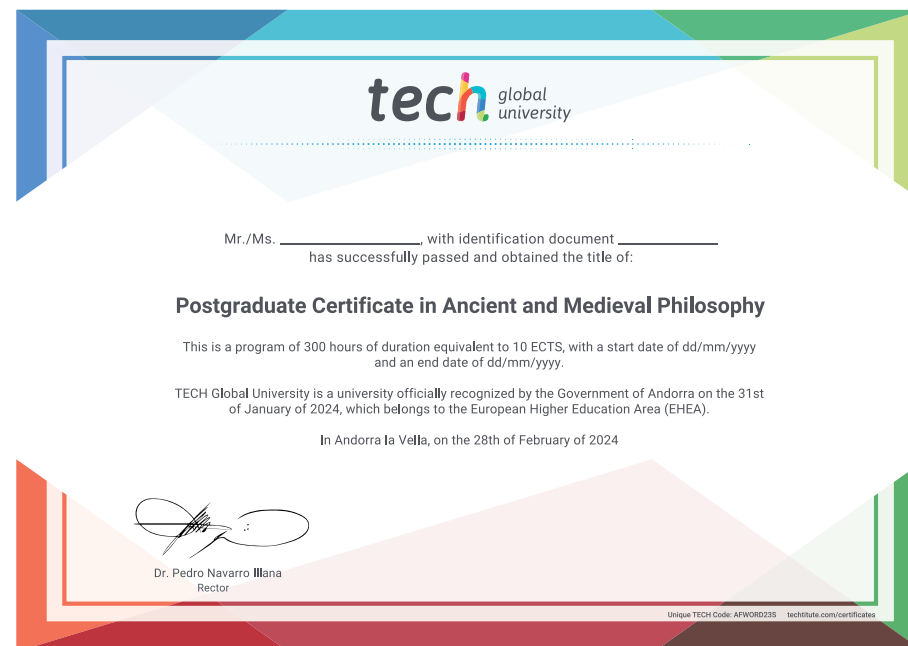 tech global university
Mr./Ms. ____________________, with identification document ______________
has successfully passed and obtained the title of:
Postgraduate Certificate in Ancient and Medieval Philosophy
This is a program of 300 hours of duration equivalent to 10 ECTS, with a start date of dd/mm/yyyy
and an end date of dd/mm/yyyy.
TECH Global University is a university officially recognized by the Government of Andorra on the 31st
of January of 2024, which belongs to the European Higher Education Area (EHEA).
In Andorra la Vella, on the 28th of February of 2024
Dr. Pedro Navarro Illana
Rector
Unique TECH Code: AFWORD23S techtitute.com/certificates